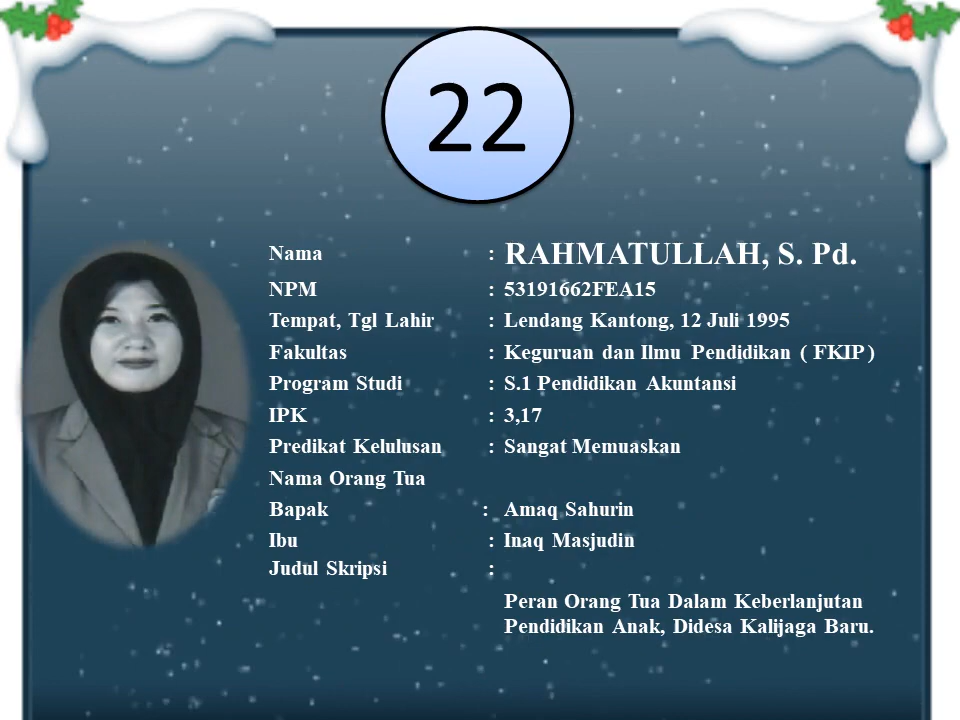 22
Nama : RAHMATULLAH, S. Pd.
NPM : 53191662FEA15
Tempat, Tgl Lahir : Lendang Kantong, 12 Juli 1995
Fakultas : Keguruan dan Ilmu Pendidikan ( FKIP )
Program Studi : S.1 Pendidikan Akuntansi
IPK : 3,17
Predikat Kelulusan : Sangat Memuaskan
Nama Orang Tua
Bapak : Amaq Sahurin
Ibu : Inaq Masjudin
Judul Skripsi :
Peran Orang Tua Dalam Keberlanjutan
Pendidikan Anak, Didesa Kalijaga Baru.